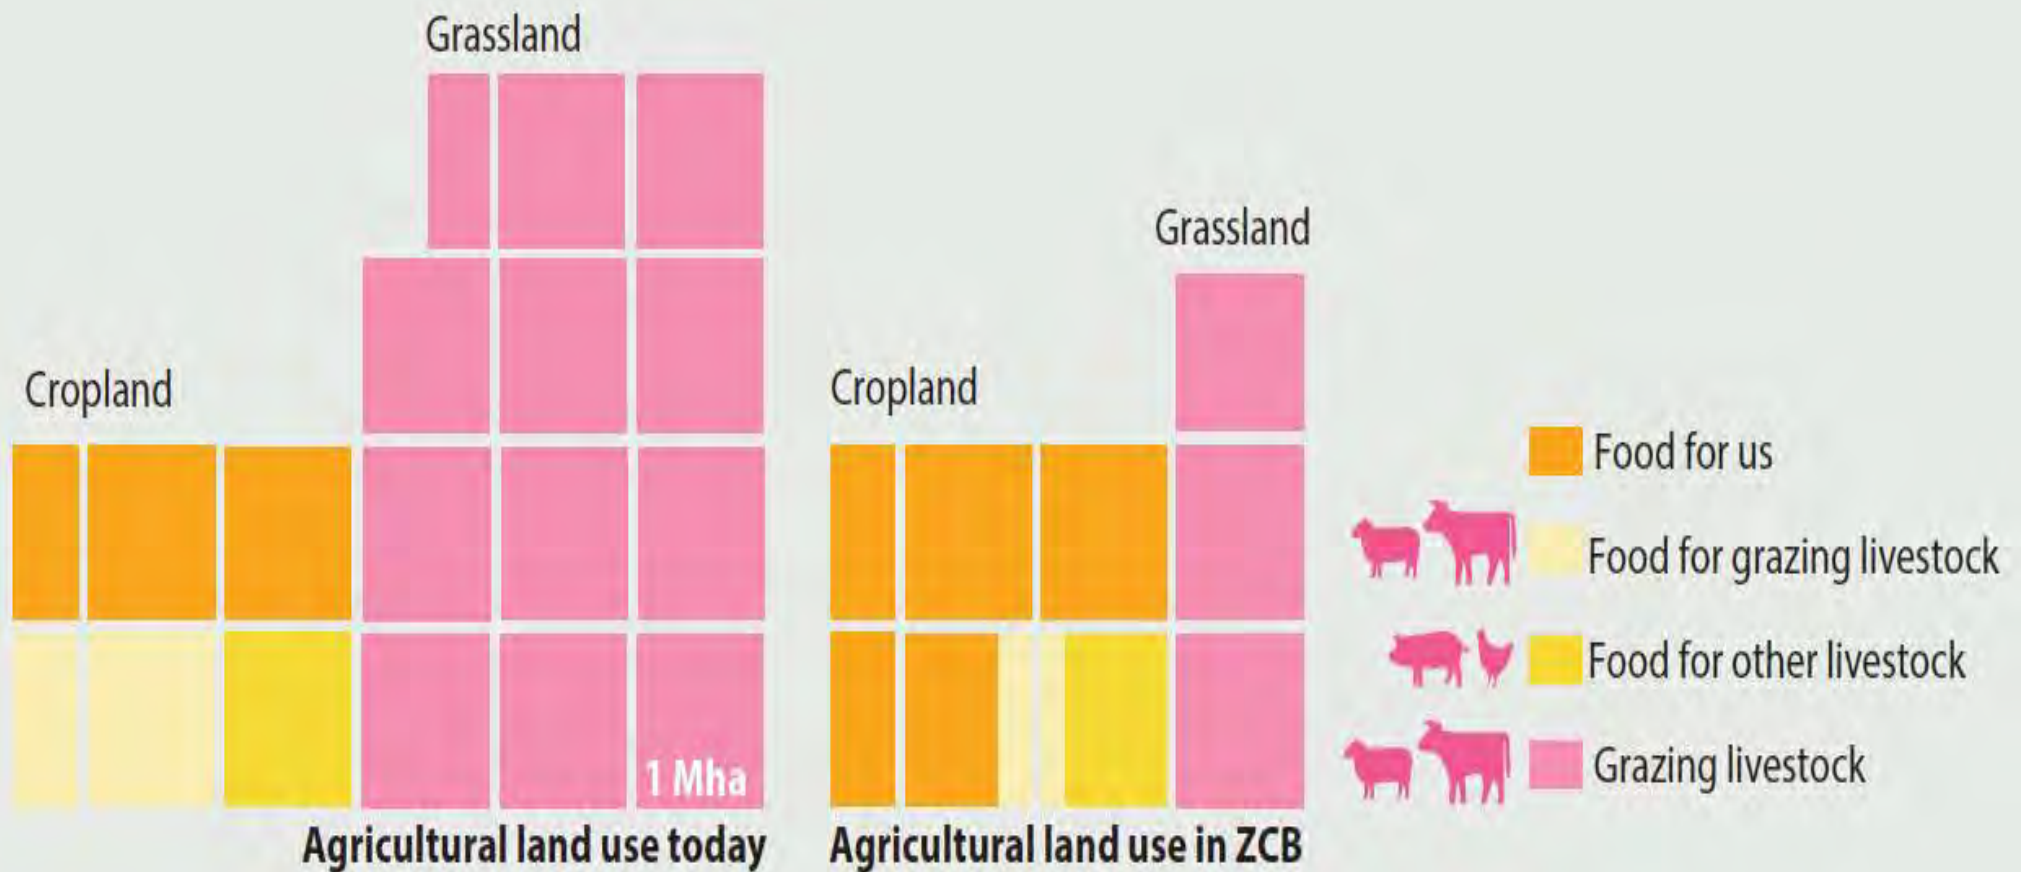 Grassland
Cropland
1 Mha
Agricultural land use today
Grassland
Cropland
Agricultural land use in ZCB
Food for us
Food for grazing livestock
Food for other livestock
Grazing livestock